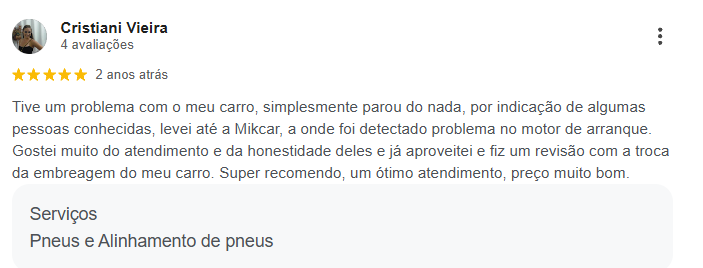 Cristiani Vieira
4 avaliações
2 anos atrás
Tive um problema com o meu carro, simplesmente parou do nada, por indicação de algumas
pessoas conhecidas, levei até a Mikcar, a onde foi detectado problema no motor de arranque.
Gostei muito do atendimento e da honestidade deles e já aproveitei e fiz um revisão com a troca
da embreagem do meu carro. Super recomendo, um ótimo atendimento, preço muito bom.
Serviços
Pneus e Alinhamento de pneus